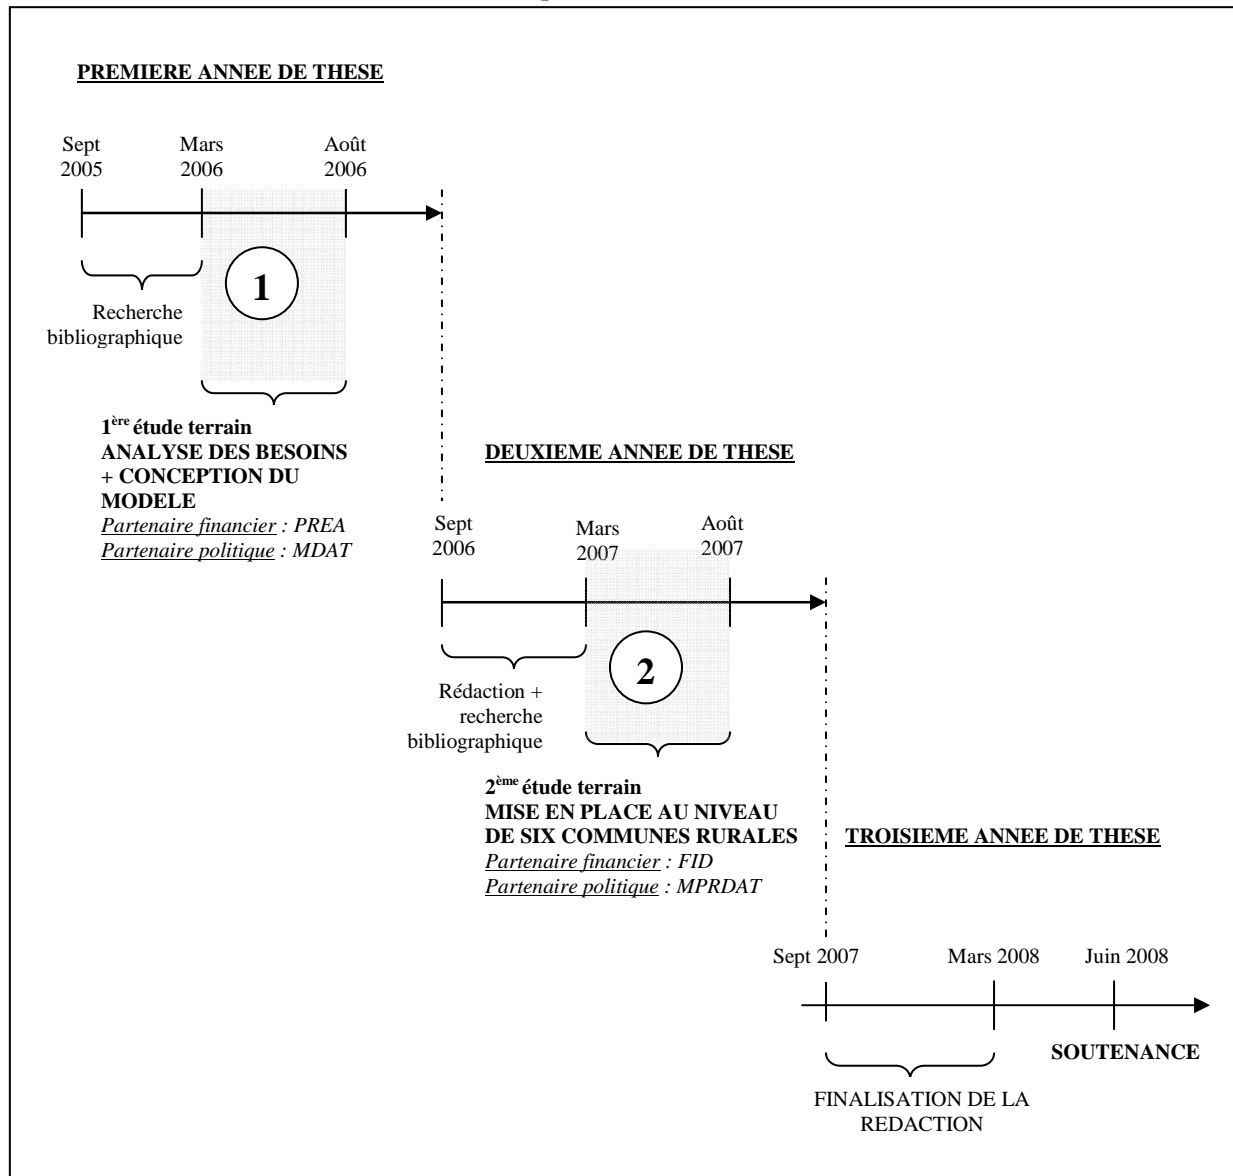 PREMIERE ANNEE DE THESE
Sept
2005
Mars
2006
Août
2006
1
Recherche
bibliographique
1ère étude terrain
ANALYSE DES BESOINS
+ CONCEPTION DU
MODELE
Partenaire financier : PREA
Partenaire politique : MDAT
DEUXIEME ANNEE DE THESE
Sept
2006
Mars
2007
Août
2007
2
Rédaction +
recherche
bibliographique
2ème étude terrain
MISE EN PLACE AU NIVEAU
DE SIX COMMUNES RURALES
Partenaire financier : FID
Partenaire politique : MPRDAT
TROISIEME ANNEE DE THESE
Sept 2007
Mars 2008
Juin 2008
SOUTENANCE
FINALISATION DE LA
REDACTION